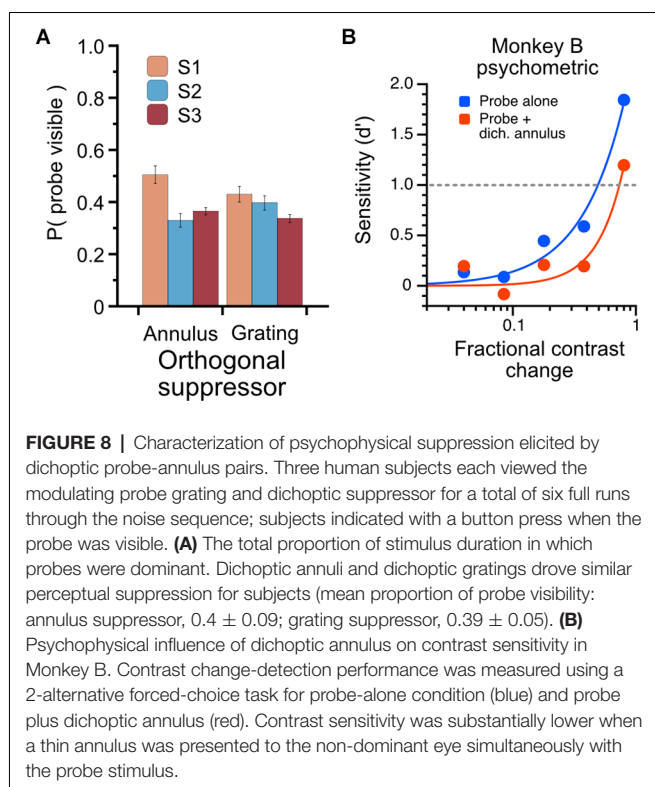 A
1.0
0.8
0.6
0.4
0.2
0
P( probe visible )
S1
S2
S3
Annulus Grating
Orthogonal
suppressor
B
Monkey B
psychometric
2.0
1.5
1.0
0.5
0
Sensitivity (d')
Probe alone
Probe +
dich. annulus
0.1 1
Fractional contrast
change
FIGURE 8 | Characterization of psychophysical suppression elicited by
dichoptic probe-annulus pairs. Three human subjects each viewed the
modulating probe grating and dichoptic suppressor for a total of six full runs
through the noise sequence; subjects indicated with a button press when the
probe was visible. (A) The total proportion of stimulus duration in which
probes were dominant. Dichoptic annuli and dichoptic gratings drove similar
perceptual suppression for subjects (mean proportion of probe visibility:
annulus suppressor, 0.4 ± 0.09; grating suppressor, 0.39 ± 0.05). (B)
Psychophysical influence of dichoptic annulus on contrast sensitivity in
Monkey B. Contrast change-detection performance was measured using a
2-alternative forced-choice task for probe-alone condition (blue) and probe
plus dichoptic annulus (red). Contrast sensitivity was substantially lower when
a thin annulus was presented to the non-dominant eye simultaneously with
the probe stimulus.